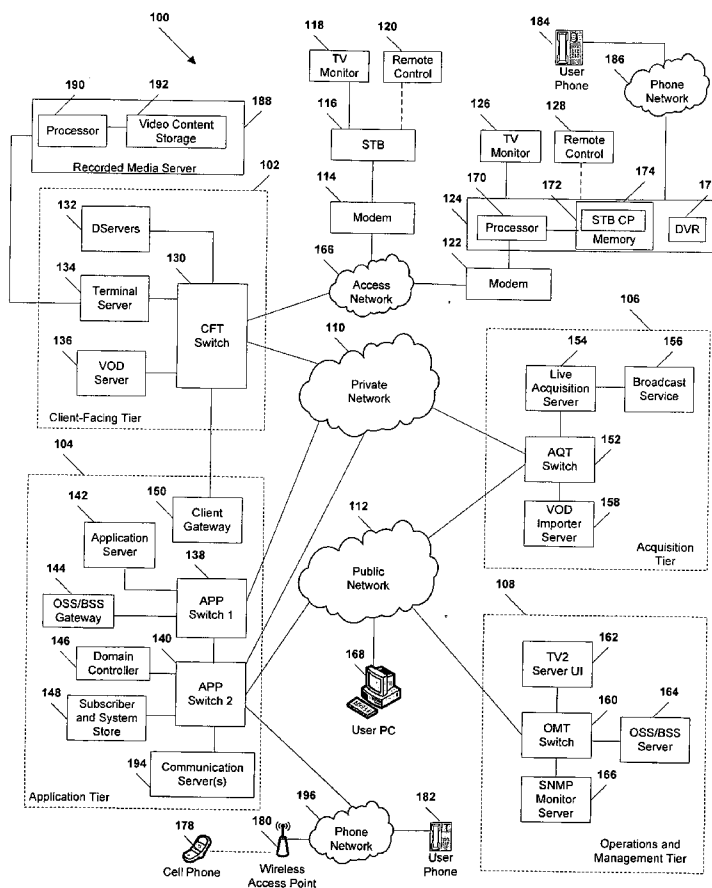 100
118
120
184
TV
Monitor
Remote
Control
User
Phone
186
Phone
Network
190
192
188
Processor
Video Content
Storage
Recorded Media Server
116
STB
126
128
TV
Monitor
Remote
Control
102
114
Modem
124
170
172
174
17
Processor
STB CP
Memory
DVR
122
Modem
132
DServers
130
134
Terminal
Server
CFT
Switch
136
VOD
Server
Client-Facing Tier
166
Access
Network
110
Private
Network
106
154
156
Live
Acquisition
Server
Broadcast
Service
AQT
Switch
152
VOD
Importer
Server
158
Acquisition
Tier
104
150
Client
Gateway
142
Application
Server
138
144
OSS/BSS
Gateway
APP
Switch 1
146
140
Domain
Controller
APP
Switch 2
148
Subscriber
and System
Store
194
Communication
Server(s)
Application Tier
112
Public
Network
168
User PC
108
TV2
Server UI
162
164
OMT
Switch
160
OSS/BSS
Server
SNMP
Monitor
Server
166
Operations and
Management Tier
178
Cell Phone
180
Wireless
Access Point
196
Phone
Network
182
User
Phone